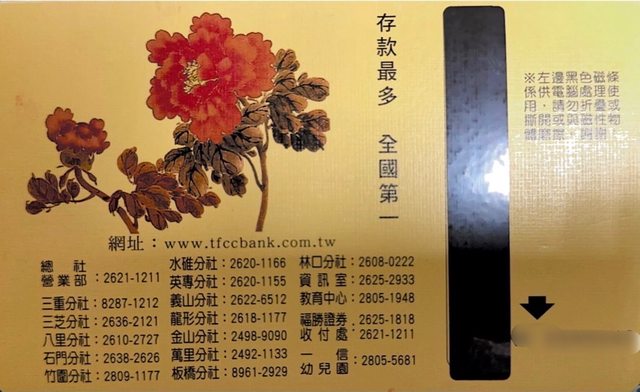 存款最多 全國第一
※左邊黑色磁條
係供電腦處理使
用，請勿折疊或
撕開或與磁性物
體磨擦，謝謝！
網址：www.tfccbank.com.tw
總社
營業部：2621-1211
三重分社：8287-1212
三芝分社：2636-2121
八里分社：2610-2727
石門分社：2638-2626
竹圍分社：2809-1177
水碓分社：2620-1166
英專分社：2620-1155
義山分社：2622-6512
龍形分社：2618-1177
金山分社：2498-9090
萬里分社：2492-1133
板橋分社：8961-2929
林口分社：2608-0222
資訊室：2625-2933
教育中心：2805-1948
福勝證券：2625-1818
收付處：2621-1211
一信
幼兒園：2805-5681